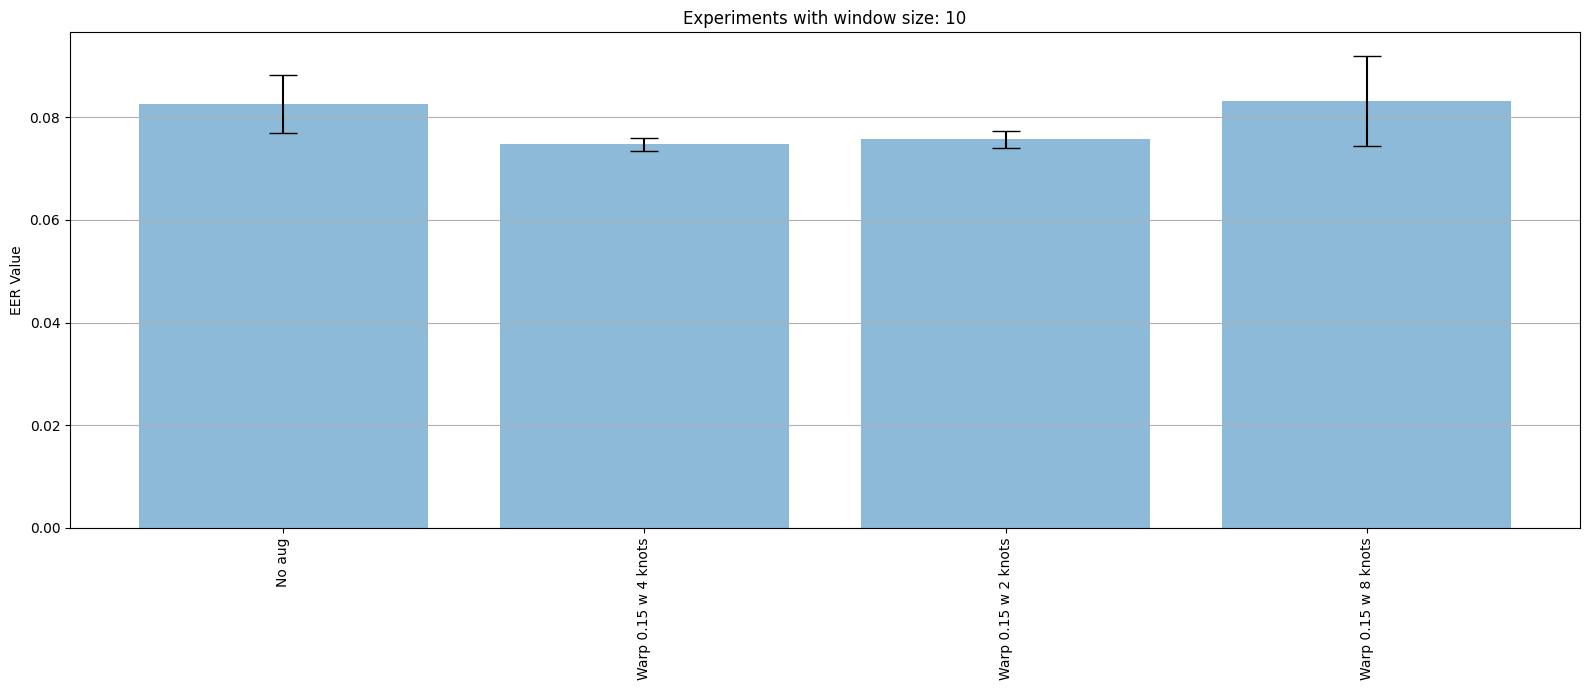 Experiments with window size: 10
EER Value
0.08
0.06
0.04
0.02
0.00
No aug
Warp 0.15 w 4 knots
Warp 0.15 w 2 knots
Warp 0.15 w 8 knots